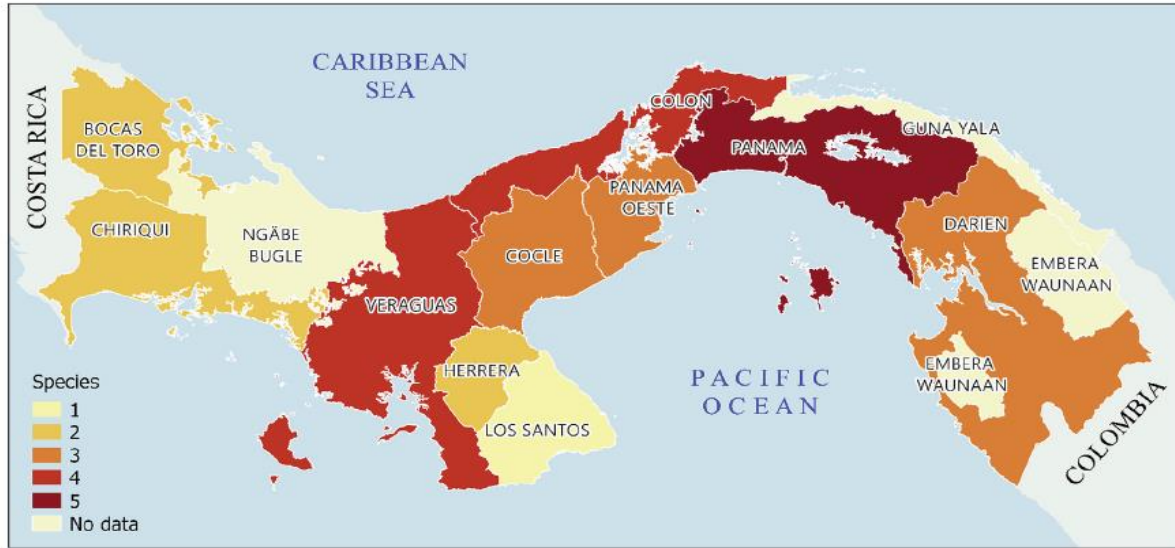 COSTA RICA
CARIBBEAN
SEA
BOCAS
DEL TORO
CHIRIQUI
NGÄBE
BUGLE
VERAGUAS
COCLE
HERRERA
LOS SANTOS
COLON
PANAMA
OESTE
PANAMA
GUNA YALA
DARIEN
EMBERA
WAUNAAN
EMBERA
WAUNAAN
PACIFIC
OCEAN
COLOMBIA
Species
1
2
3
4
5
No data